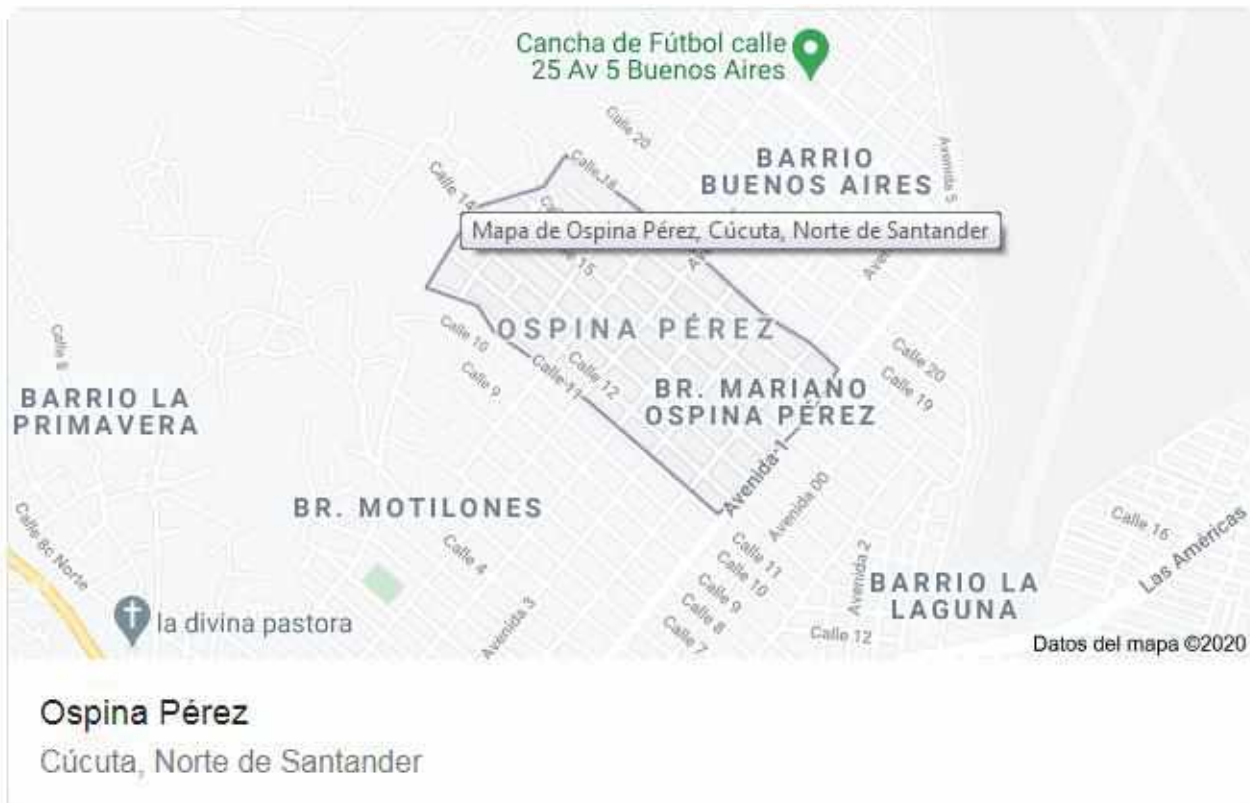 Cancha de Fútbol calle
25 Av 5 Buenos Aires
Calle 20
BARRIO
BUENOS AIRES
Avenida 5
Calle 14
Mapa de Ospina Pérez, Cúcuta, Norte de Santander
15
OSPINA PÉREZ
Calle 10
Calle 11
Calle 12
Calle 9
BR. MARIANO
OSPINA PÉREZ
Calle 20
Calle 19
Calle 8
BARRIO LA
PRIMAVERA
Avenida 1
Avenida 00
BR. MOTILONES
Calle 8c Norte
Calle 4
Avenida 3
Calle 11
Calle 10
Calle 9
Calle 8
Calle 7
Avenida 2
Calle 12
BARRIO LA
LAGUNA
Calle 16
Las Américas
la divina pastora
Datos del mapa ©2020
Ospina Pérez
Cúcuta, Norte de Santander